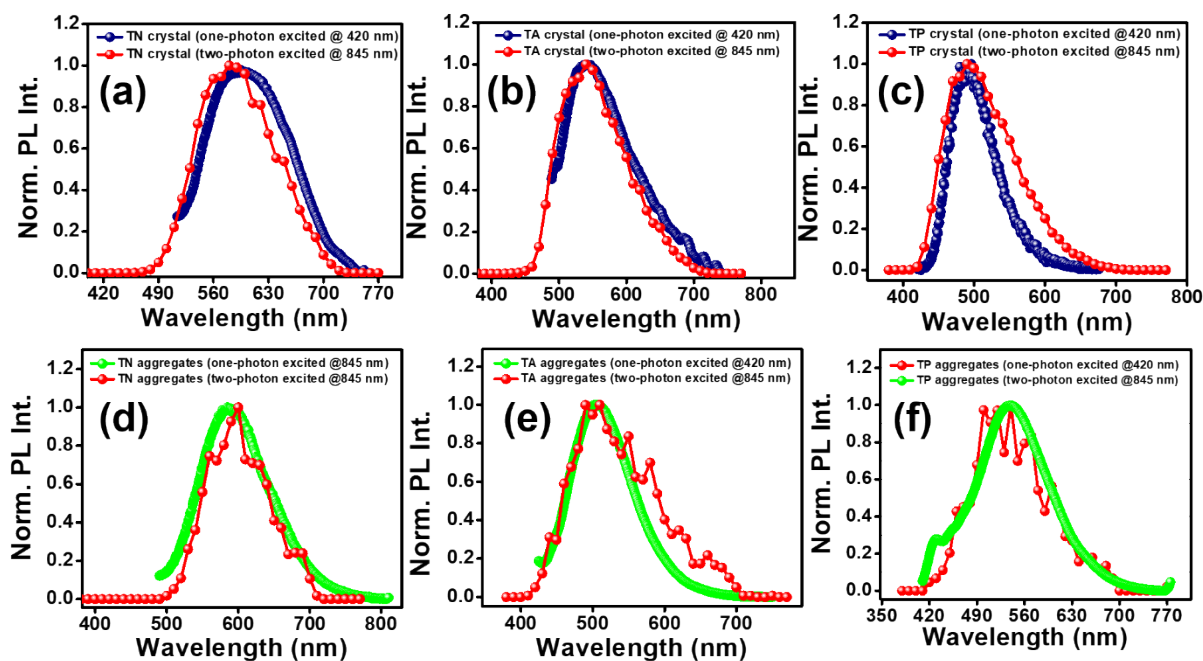 TN crystal (one-photon excited @ 420 nm)
TN crystal (two-photon excited @ 845 nm)
(a)
Norm. PL Int.
1.2
1.0
0.8
0.6
0.4
0.2
0.0
420 490 560 630 700 770
Wavelength (nm)
TA crystal (one-photon excited @ 420 nm)
TA crystal (two-photon excited @ 845 nm)
(b)
Norm. PL Int.
1.2
1.0
0.8
0.6
0.4
0.2
0.0
400 500 600 700 800
Wavelength (nm)
TP crystal (one-photon excited @420 nm)
TP crystal (two-photon excited @ 845 nm)
(c)
Norm. PL Int.
1.2
1.0
0.8
0.6
0.4
0.2
0.0
400 500 600 700 800
Wavelength (nm)
TN aggregates (one-photon excited @845 nm)
TN aggregates (two-photon excited @845 nm)
(d)
Norm. PL Int.
1.2
1.0
0.8
0.6
0.4
0.2
0.0
400 500 600 700 800
Wavelength (nm)
TA aggregates (one-photon excited @420 nm)
TA aggregates (two-photon excited @845 nm)
(e)
Norm. PL Int.
1.2
1.0
0.8
0.6
0.4
0.2
0.0
400 500 600 700
Wavelength (nm)
TP aggregates (one-photon excited @420 nm)
TP aggregates (two-photon excited @845 nm)
(f)
Norm. PL Int.
1.2
1.0
0.8
0.6
0.4
0.2
0.0
350 420 490 560 630 700 770
Wavelength (nm)